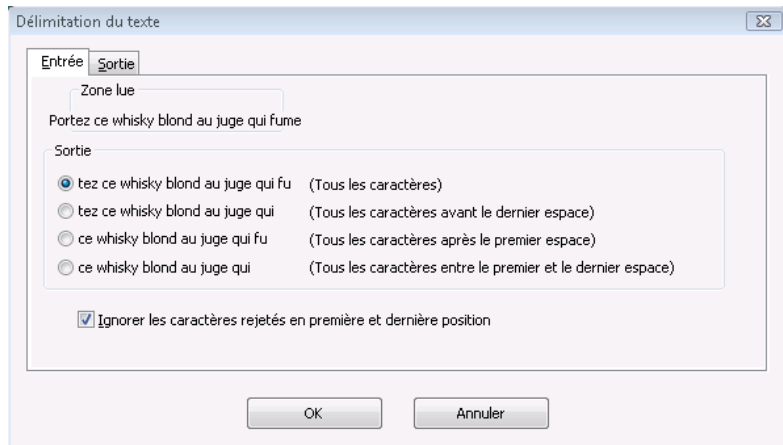 Délimitation du texte
Entrée Sortie
Zone lue
Portez ce whisky blond au juge qui fume
Sortie
tez ce whisky blond au juge qui fu (Tous les caractères)
tez ce whisky blond au juge qui (Tous les caractères avant le dernier espace)
ce whisky blond au juge qui fu (Tous les caractères après le premier espace)
ce whisky blond au juge qui (Tous les caractères entre le premier et le dernier espace)
Ignorer les caractères rejetés en première et dernière position
OK Annuler